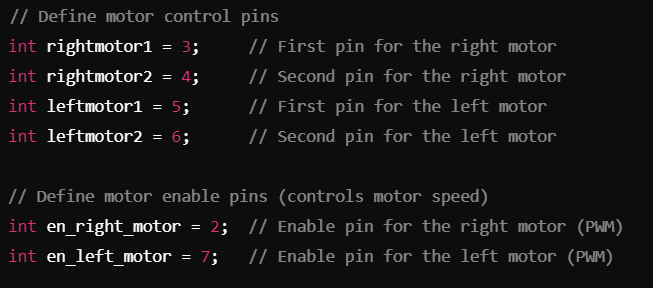 // Define motor control pins
int rightmotor1 = 3;     // First pin for the right motor
int rightmotor2 = 4;     // Second pin for the right motor
int leftmotor1 = 5;      // First pin for the left motor
int leftmotor2 = 6;      // Second pin for the left motor
// Define motor enable pins (controls motor speed)
int en_right_motor = 2;  // Enable pin for the right motor (PWM)
int en_left_motor = 7;   // Enable pin for the left motor (PWM)